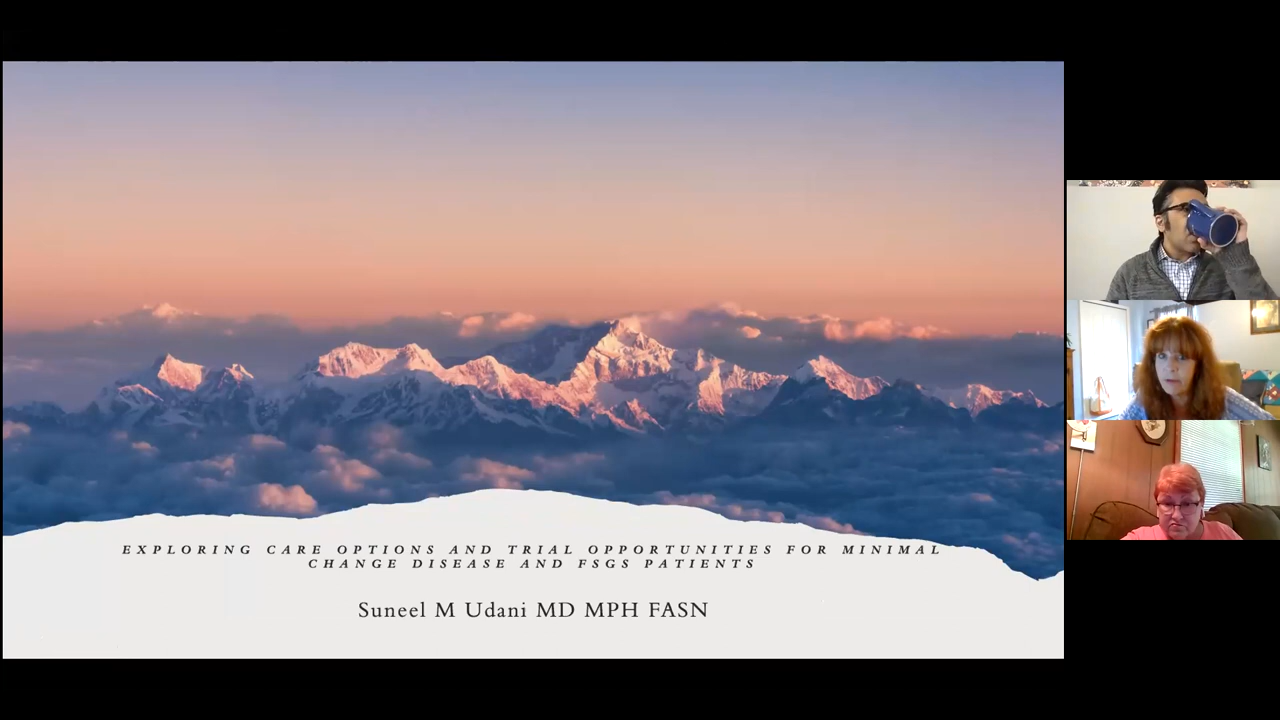 EXPLORING CARE OPTIONS AND TRIAL OPPORTUNITIES FOR MINIMAL
CHANGE DISEASE AND FSGS PATIENTS
Suneel M Udani MD MPH FASN